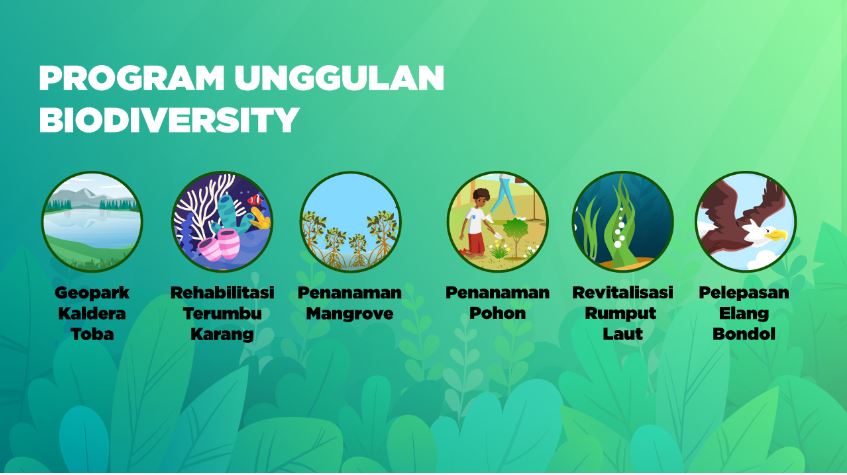 PROGRAM UNGGULAN
BIODIVERSITY
Geopark
Kaldera
Toba
Rehabilitasi
Terumbu
Karang
Penanaman
Mangrove
Penanaman
Pohon
Revitalisasi
Rumput
Laut
Pelepasan
Elang
Bondol